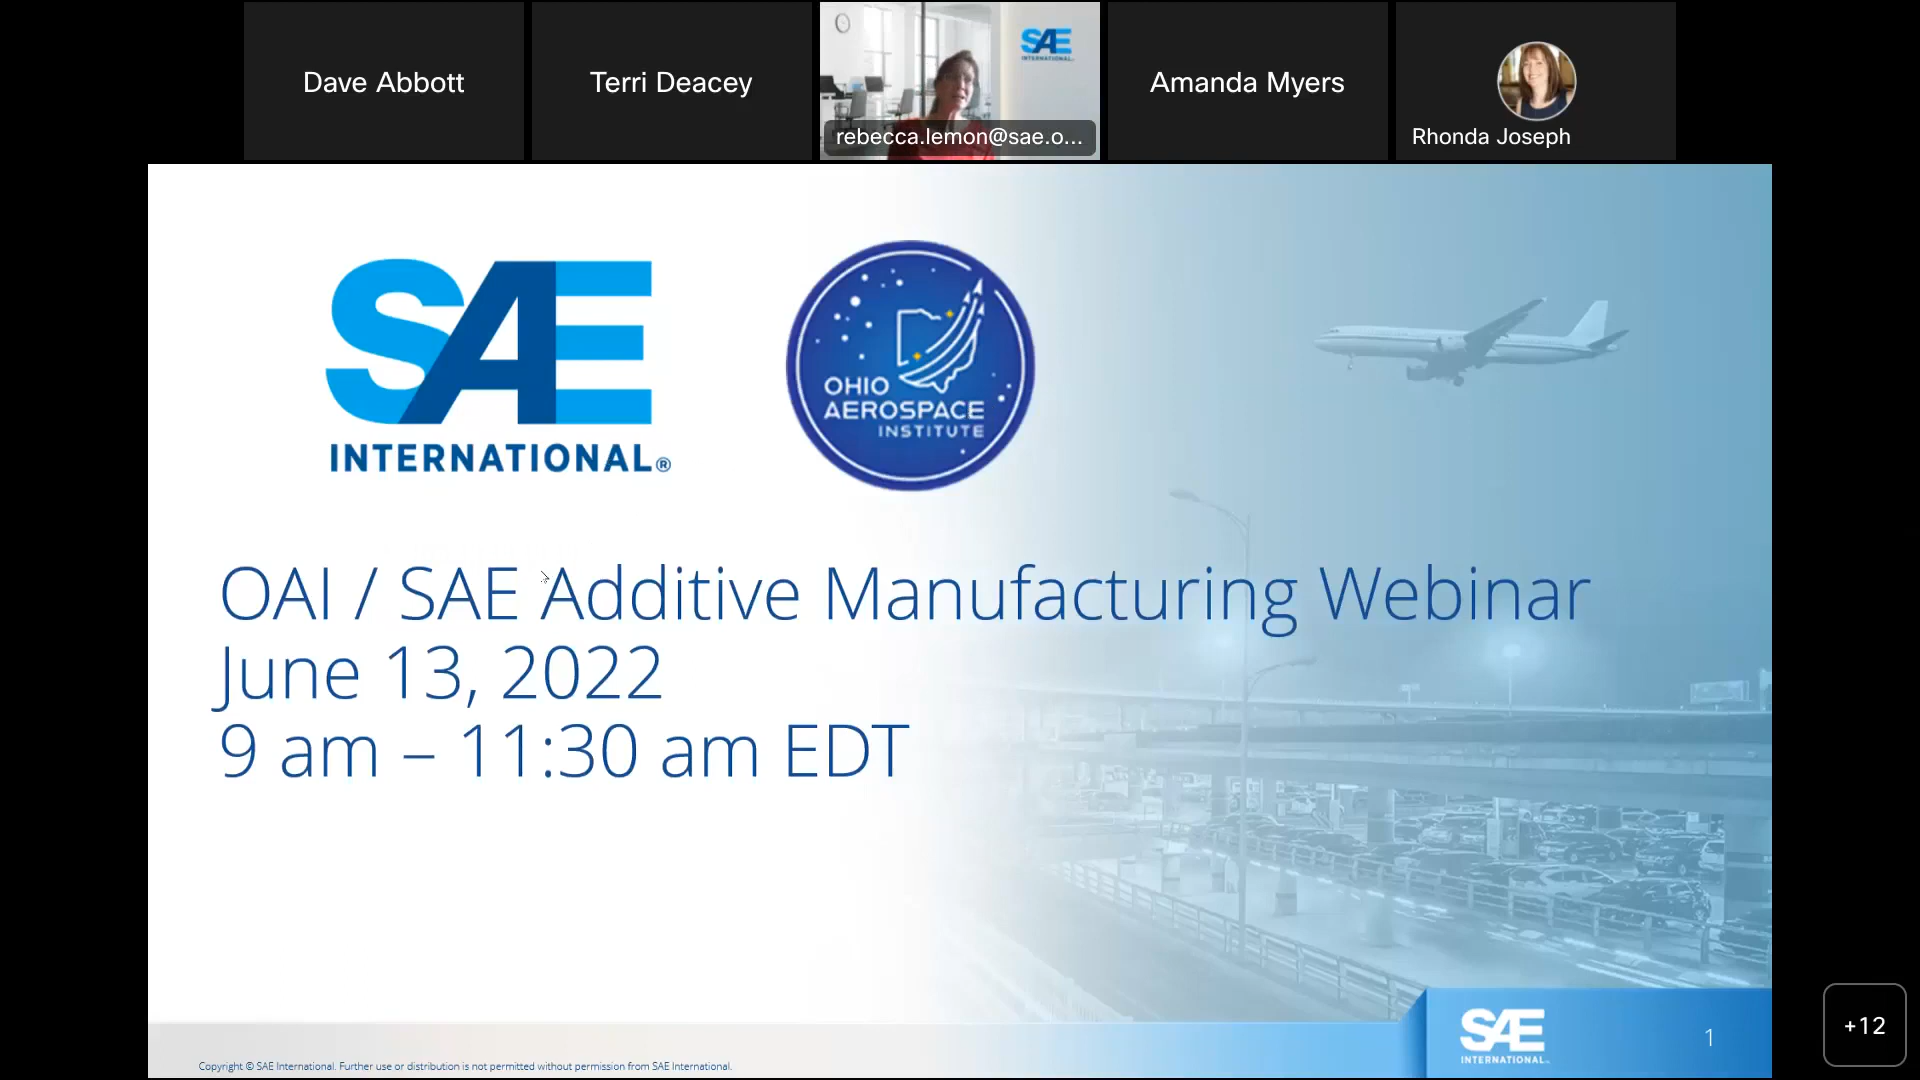 Dave Abbott
Terri Deacey
SAE
INTERNATIONAL
rebecca.lemon@sae.o...
Amanda Myers
Rhonda Joseph
SAE
INTERNATIONAL®
OHIO
AEROSPACE
INSTITUTE
OAI / SAE Additive Manufacturing Webinar
June 13, 2022
9 am – 11:30 am EDT
Copyright © SAE International. Further use or distribution is not permitted without permission from SAE International.
SAE
INTERNATIONAL
1
+12